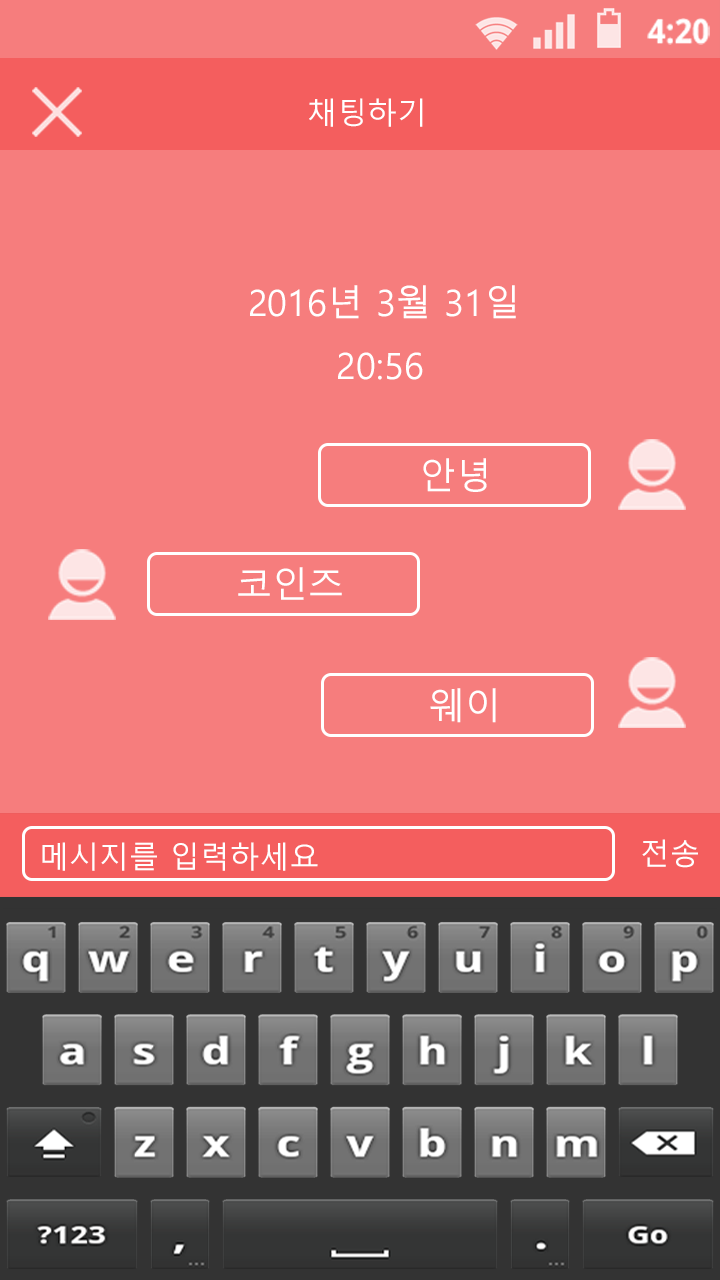 4:20
채팅하기
2016년 3월 31일
20:56
안녕
코인즈
웨이
메시지를 입력하세요 전송
1 2 3 4 5 6 7 8 9 0
q w e r t y u i o p
a s d f g h j k l
z x c v b n m
?123 , ... . ... Go